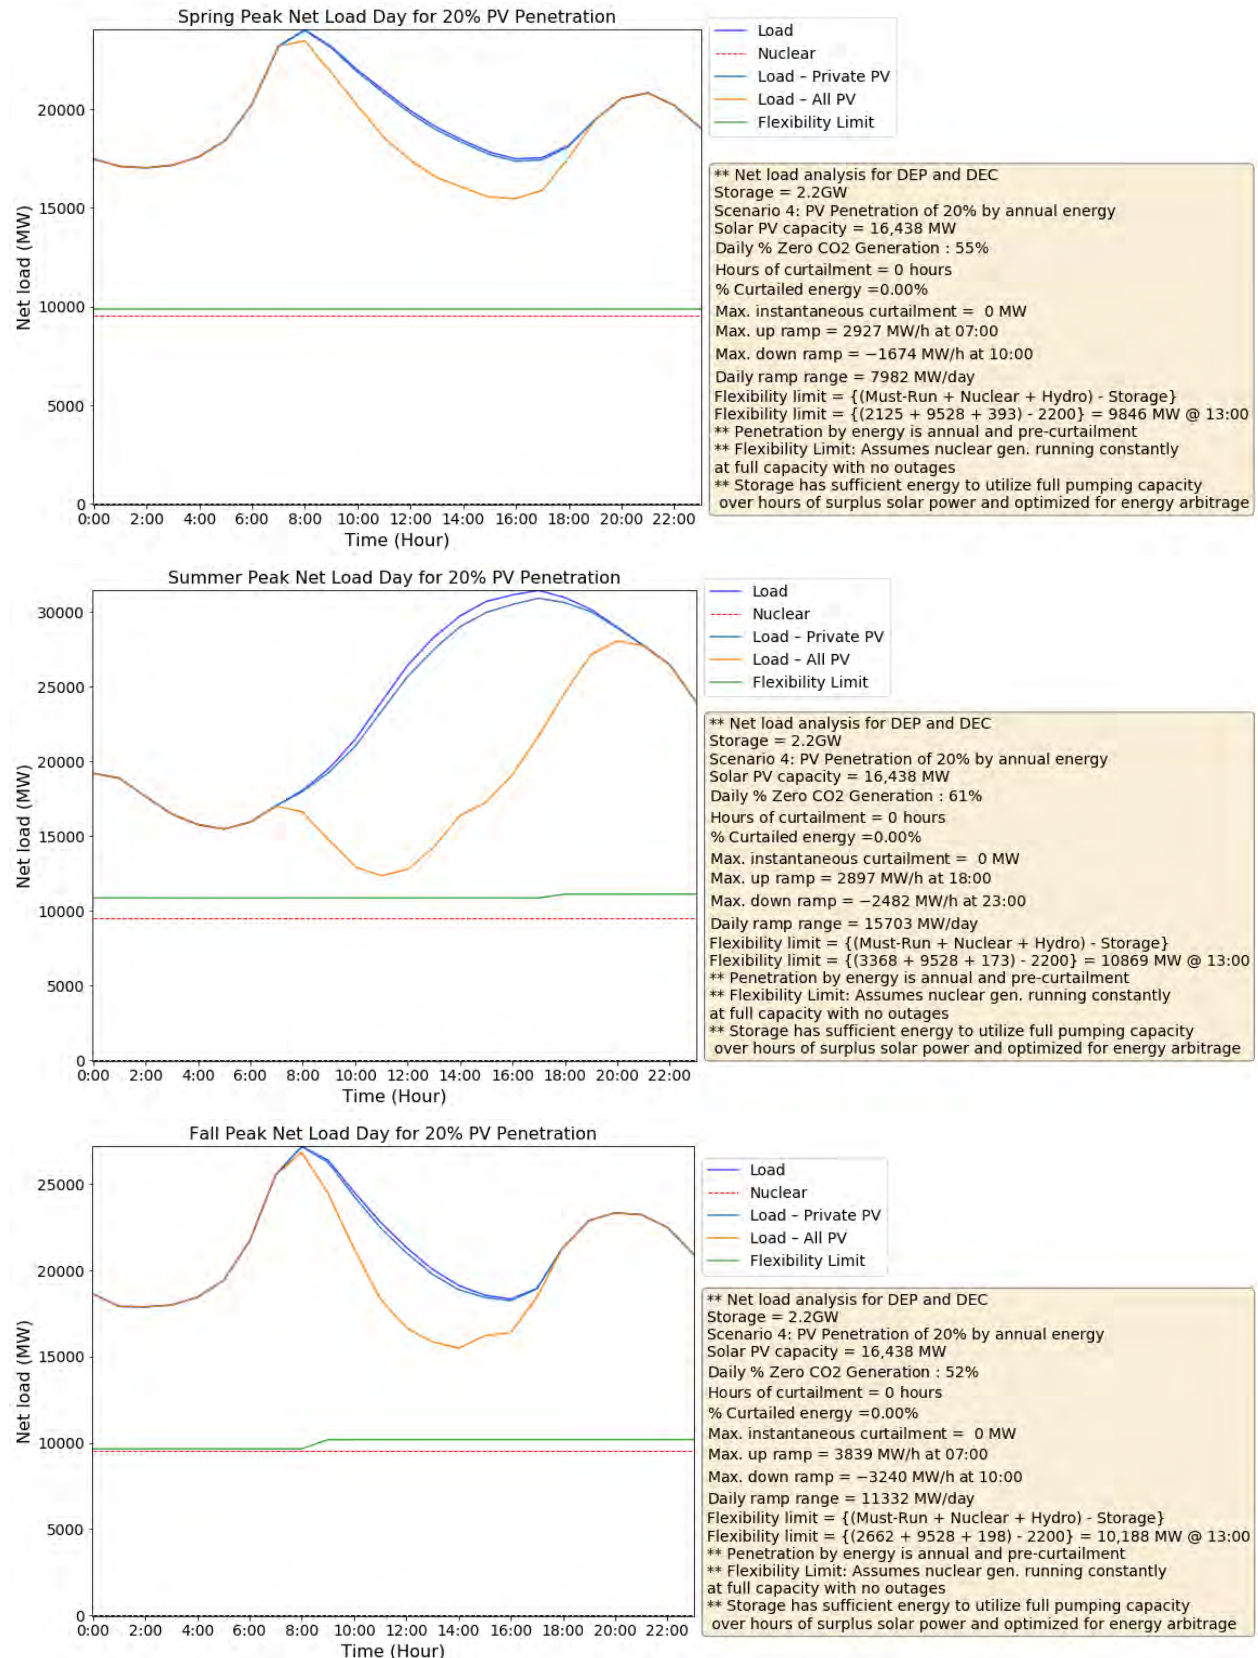 Spring Peak Net Load Day for 20% PV Penetration
Net load (MW)
20000
15000
10000
5000
0
0:00 2:00 4:00 6:00 8:00 10:00 12:00 14:00 16:00 18:00 20:00 22:00
Time (Hour)
Load
Nuclear
Load – Private PV
Load – All PV
Flexibility Limit
** Net load analysis for DEP and DEC
Storage = 2.2GW
Scenario 4: PV Penetration of 20% by annual energy
Solar PV capacity = 16,438 MW
Daily % Zero CO2 Generation : 55%
Hours of curtailment = 0 hours
% Curtailed energy =0.00%
Max. instantaneous curtailment =  0 MW
Max. up ramp = 2927 MW/h at 07:00
Max. down ramp = −1674 MW/h at 10:00
Daily ramp range = 7982 MW/day
Flexibility limit = {(Must-Run + Nuclear + Hydro) - Storage}
Flexibility limit = {(2125 + 9528 + 393) - 2200} = 9846 MW @ 13:00
** Penetration by energy is annual and pre-curtailment
** Flexibility Limit: Assumes nuclear gen. running constantly
at full capacity with no outages
** Storage has sufficient energy to utilize full pumping capacity
over hours of surplus solar power and optimized for energy arbitrage
Summer Peak Net Load Day for 20% PV Penetration
Net load (MW)
30000
25000
20000
15000
10000
5000
0
0:00 2:00 4:00 6:00 8:00 10:00 12:00 14:00 16:00 18:00 20:00 22:00
Time (Hour)
Load
Nuclear
Load – Private PV
Load – All PV
Flexibility Limit
** Net load analysis for DEP and DEC
Storage = 2.2GW
Scenario 4: PV Penetration of 20% by annual energy
Solar PV capacity = 16,438 MW
Daily % Zero CO2 Generation : 61%
Hours of curtailment = 0 hours
% Curtailed energy =0.00%
Max. instantaneous curtailment =  0 MW
Max. up ramp = 2897 MW/h at 18:00
Max. down ramp = −2482 MW/h at 23:00
Daily ramp range = 15703 MW/day
Flexibility limit = {(Must-Run + Nuclear + Hydro) - Storage}
Flexibility limit = {(3368 + 9528 + 173) - 2200} = 10869 MW @ 13:00
** Penetration by energy is annual and pre-curtailment
** Flexibility Limit: Assumes nuclear gen. running constantly
at full capacity with no outages
** Storage has sufficient energy to utilize full pumping capacity
over hours of surplus solar power and optimized for energy arbitrage
Fall Peak Net Load Day for 20% PV Penetration
Net load (MW)
25000
20000
15000
10000
5000
0
0:00 2:00 4:00 6:00 8:00 10:00 12:00 14:00 16:00 18:00 20:00 22:00
Time (Hour)
Load
Nuclear
Load – Private PV
Load – All PV
Flexibility Limit
** Net load analysis for DEP and DEC
Storage = 2.2GW
Scenario 4: PV Penetration of 20% by annual energy
Solar PV capacity = 16,438 MW
Daily % Zero CO2 Generation : 52%
Hours of curtailment = 0 hours
% Curtailed energy =0.00%
Max. instantaneous curtailment =  0 MW
Max. up ramp = 3839 MW/h at 07:00
Max. down ramp = −3240 MW/h at 10:00
Daily ramp range = 11332 MW/day
Flexibility limit = {(Must-Run + Nuclear + Hydro) - Storage}
Flexibility limit = {(2662 + 9528 + 198) - 2200} = 10,188 MW @ 13:00
** Penetration by energy is annual and pre-curtailment
** Flexibility Limit: Assumes nuclear gen. running constantly
at full capacity with no outages
** Storage has sufficient energy to utilize full pumping capacity
over hours of surplus solar power and optimized for energy arbitrage